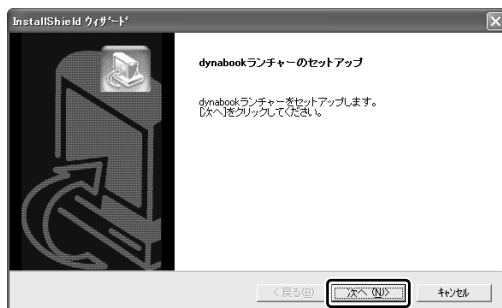 InstallShield ウィザード
dynabookランチャーのセットアップ
dynabookランチャーをセットアップします。
[次へ]をクリックしてください。
< 戻る(B) 次へ (N)> キャンセル